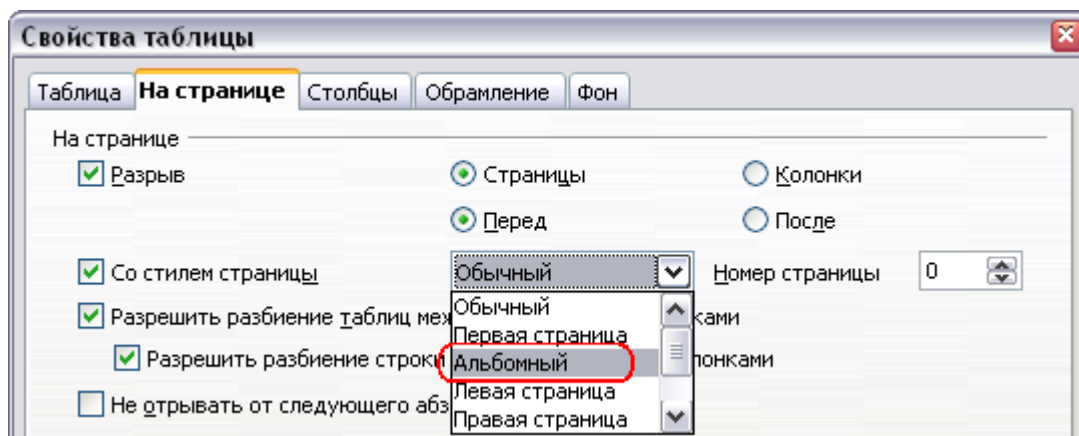 Свойства таблицы
Таблица На странице Столбцы Обрамление Фон
На странице
Разрыв Страницы Колонки
Перед После
Со стилем страницы Обычный Номер страницы 0
Обычный
Разрешить разбиение таблиц ками
Первая страница
Разрешить разбиение строки Альбомный лонками
Левая страница
Не отрывать от следующего
Правая страница